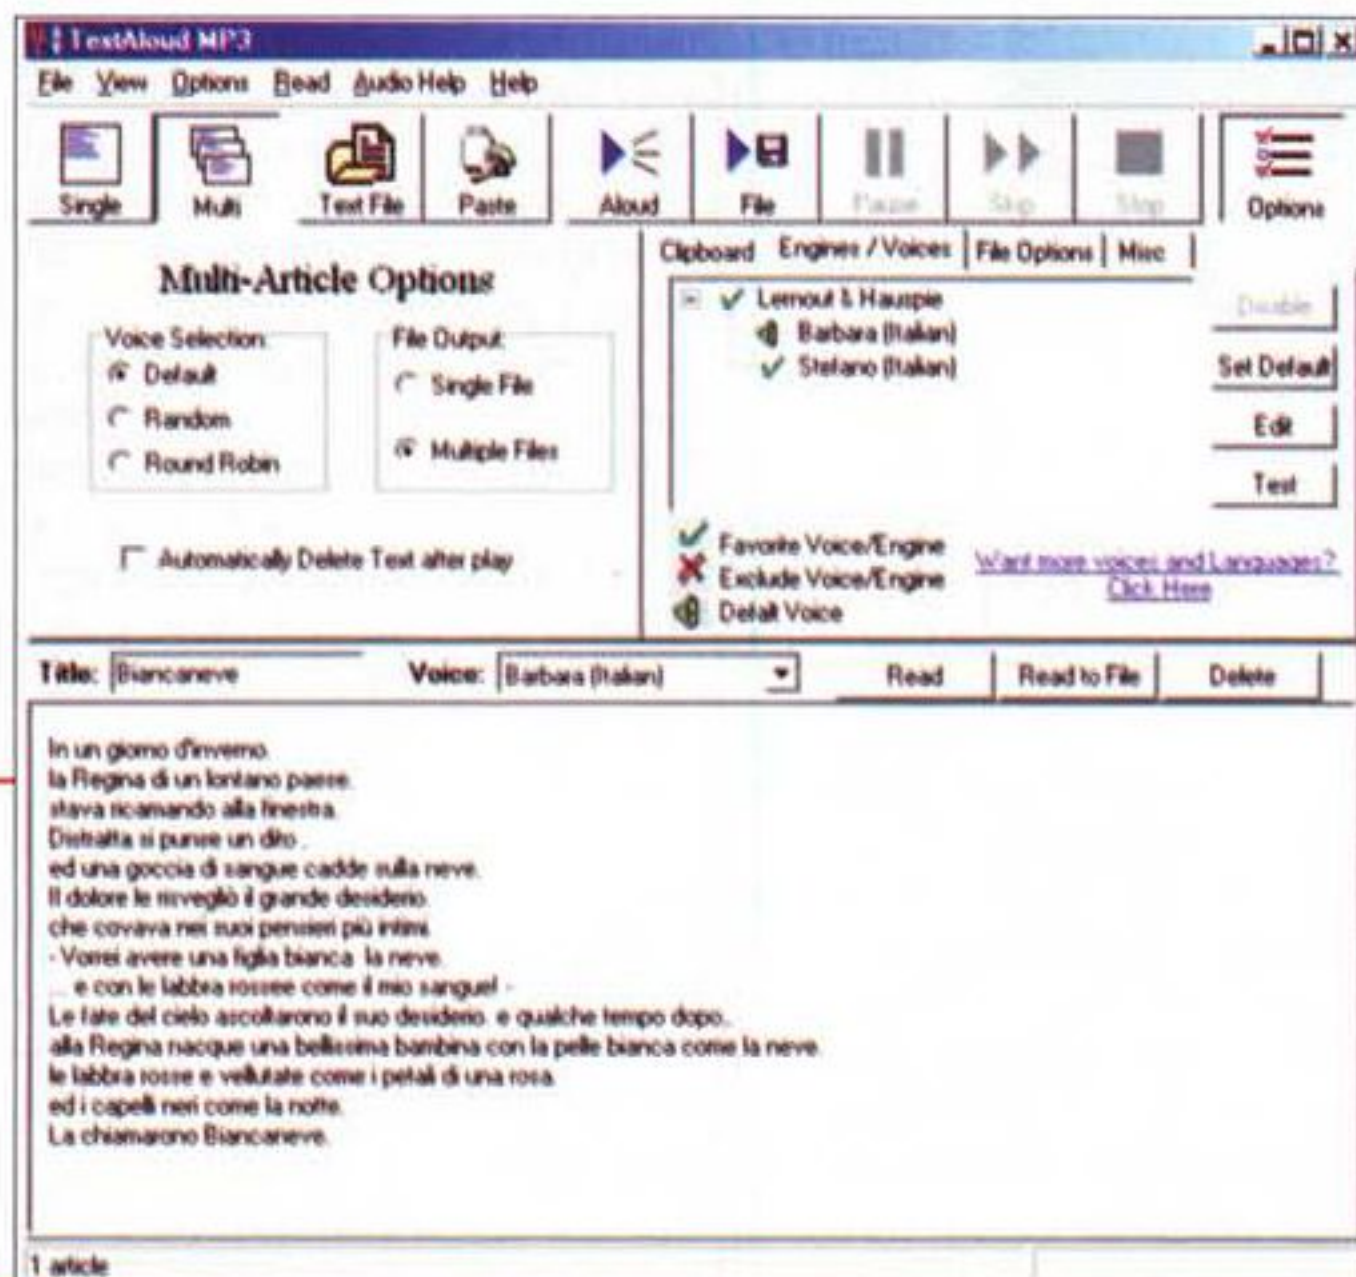 TextAloud MP3
File View Options Read Audio Help Help
Single Multi Text File Paste Aloud File Pause Skip Stop Options
Multi-Article Options
Voice Selection:
Default
Random
Round Robin
File Output:
Single File
Multiple Files
Automatically Delete Text after play
Clipboard Engines / Voices File Options Misc
Lernout & Hauspie
Barbara (Italian)
Stefano (Italian)
Disable
Set Default
Edit
Test
Favorite Voice/Engine
Exclude Voice/Engine
Defalt Voice
Want more voices and Languages?
Click Here
Title: Biancaneve Voice: Barbara (Italian) Read Read to File Delete
In un giorno d'inverno.
la Regina di un lontano paese.
stava ricamando alla finestra.
Distratta si punse un dito .
ed una goccia di sangue cadde sulla neve.
Il dolore le risvegliò il grande desiderio.
che covava nei suoi pensieri più intimi.
- Vorrei avere una figlia bianca la neve.
... e con le labbra rossee come il mio sangue! -
Le fate del cielo ascoltarono il suo desiderio. e qualche tempo dopo..
alla Regina nacque una bellissima bambina con la pelle bianca come la neve.
le labbra rosse e vellutate come i petali di una rosa.
ed i capelli neri come la notte.
La chiamarono Biancaneve.
1 article